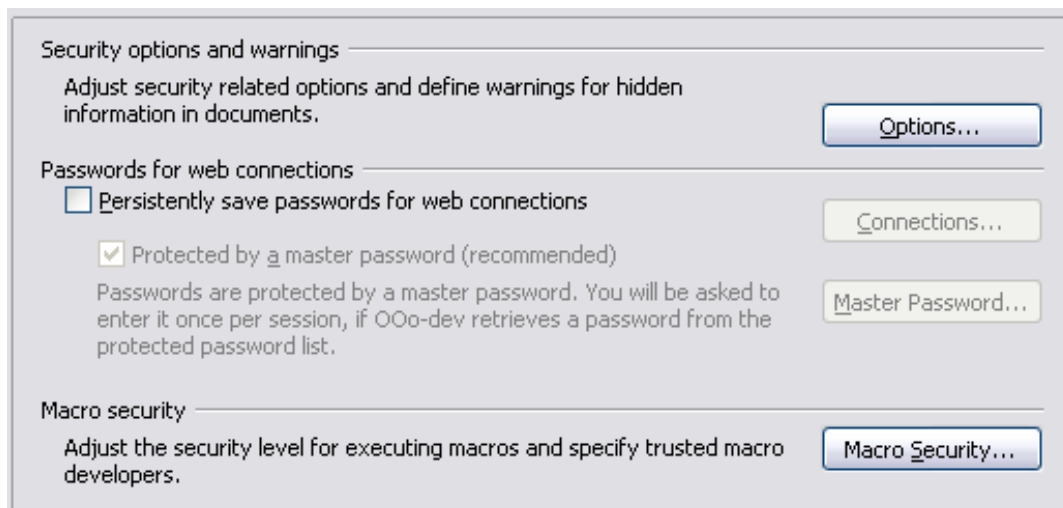 Security options and warnings
Adjust security related options and define warnings for hidden
information in documents.
Options...
Passwords for web connections
Persistently save passwords for web connections
Connections...
Protected by a master password (recommended)
Passwords are protected by a master password. You will be asked to
enter it once per session, if OOo-dev retrieves a password from the
protected password list.
Master Password...
Macro security
Adjust the security level for executing macros and specify trusted macro
developers.
Macro Security...